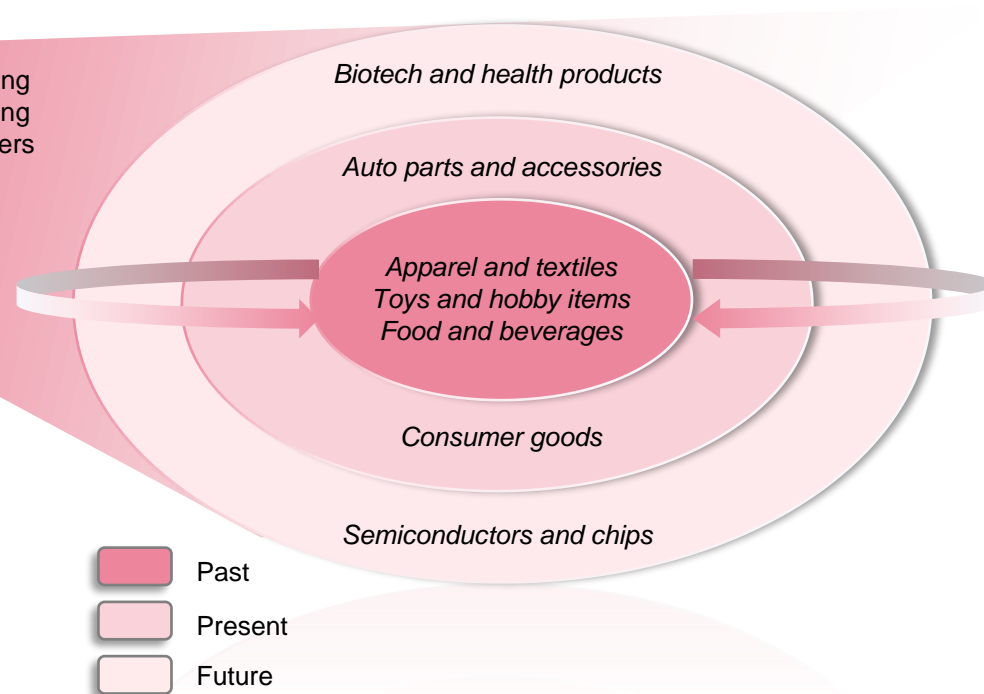 Biotech and health products
Auto parts and accessories
Apparel and textiles
Toys and hobby items
Food and beverages
Consumer goods
Semiconductors and chips
Past
Present
Future